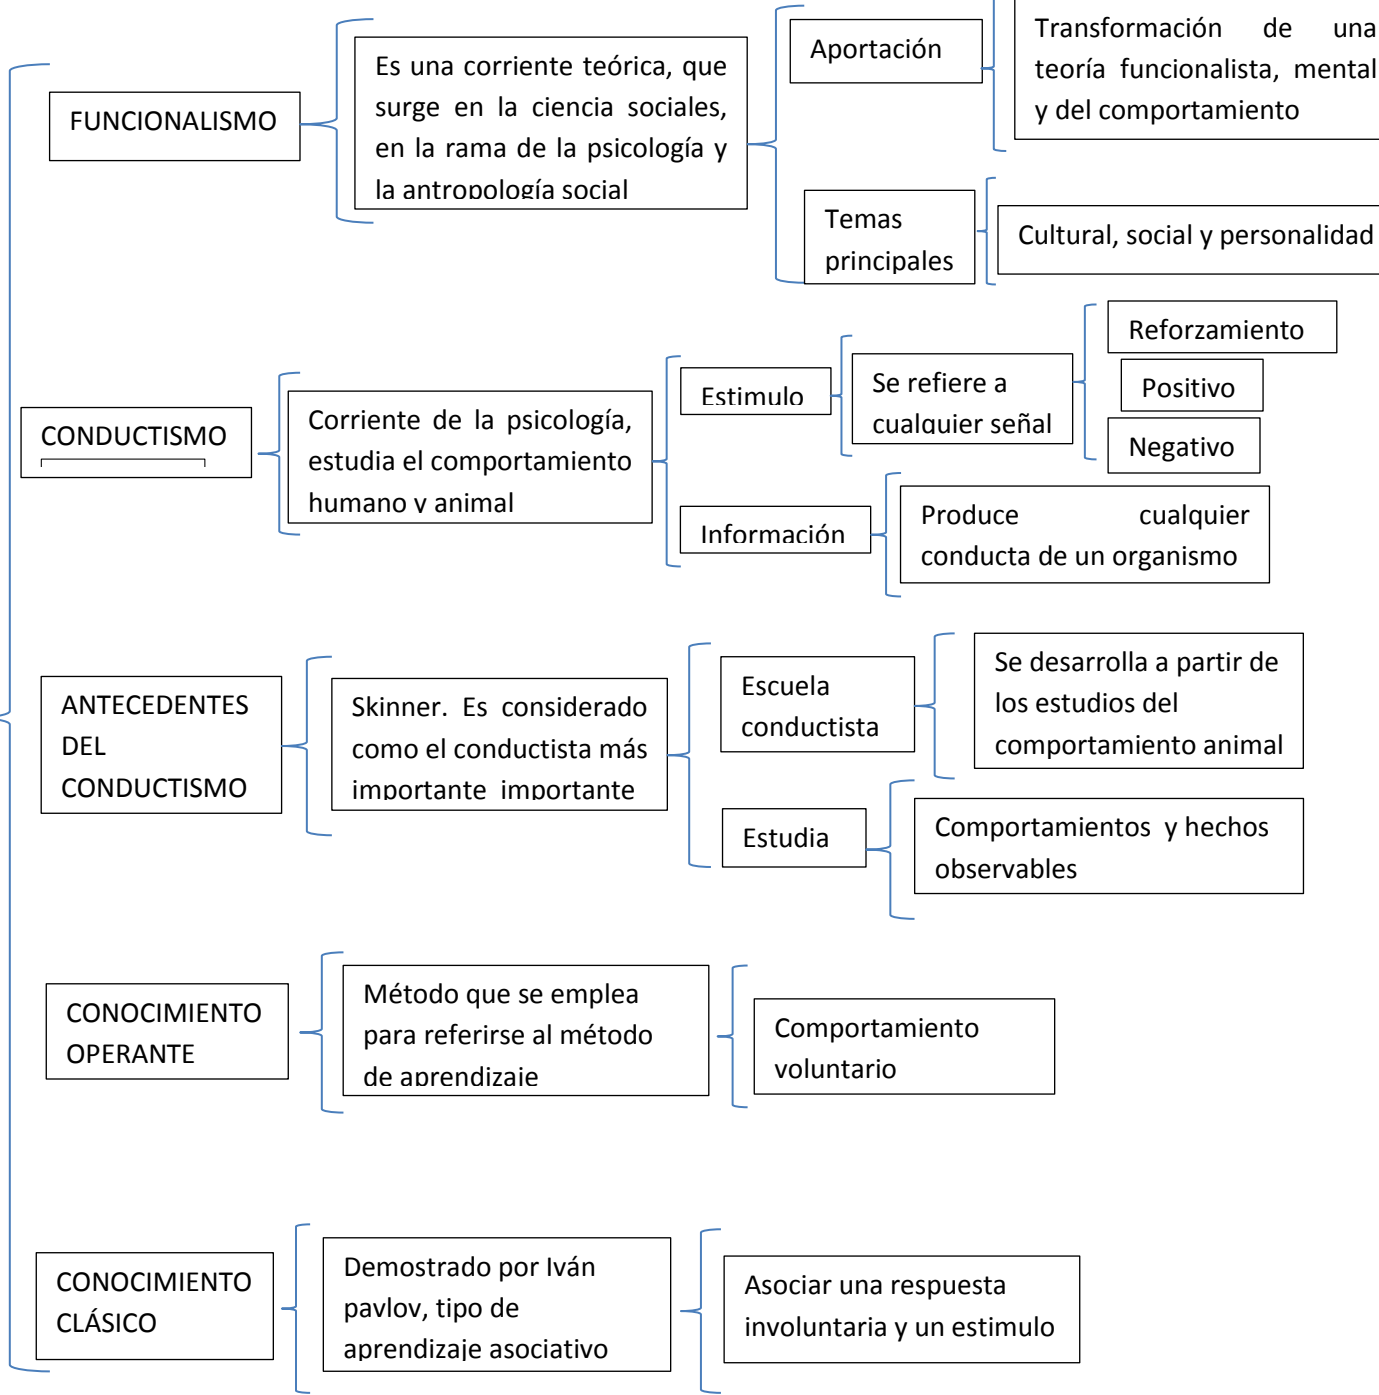 FUNCIONALISMO
Es una corriente teórica, que
surge en la ciencia sociales,
en la rama de la psicología y
la antropología social
Aportación
Transformación de una
teoría funcionalista, mental
y del comportamiento
Temas
principales
Cultural, social y personalidad
CONDUCTISMO
Corriente de la psicología,
estudia el comportamiento
humano y animal
Estimulo
Se refiere a
cualquier señal
Reforzamiento
Positivo
Negativo
Información
Produce cualquier
conducta de un organismo
ANTECEDENTES
DEL
CONDUCTISMO
Skinner. Es considerado
como el conductista más
importante importante
Escuela
conductista
Se desarrolla a partir de
los estudios del
comportamiento animal
Estudia
Comportamientos y hechos
observables
CONOCIMIENTO
OPERANTE
Método que se emplea
para referirse al método
de aprendizaje
Comportamiento
voluntario
CONOCIMIENTO
CLÁSICO
Demostrado por Iván
pavlov, tipo de
aprendizaje asociativo
Asociar una respuesta
involuntaria y un estimulo